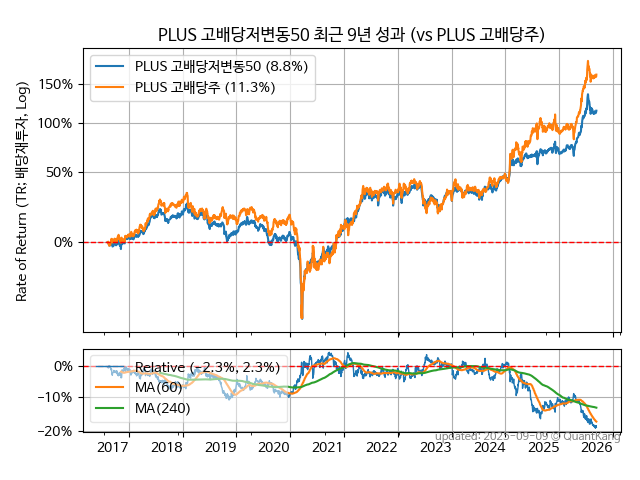 PLUS 고배당저변동50 최근 9년 성과 (vs PLUS 고배당주)
Rate of Return (TR: 배당재투자, Log)
PLUS 고배당저변동50 (8.8%)
PLUS 고배당주 (11.3%)
150%
100%
50%
0%
Relative (−2.3%, 2.3%)
MA(60)
MA(240)
0%
−10%
−20%
updated: 2025-09-09 © QuantKang
2017 2018 2019 2020 2021 2022 2023 2024 2025 2026